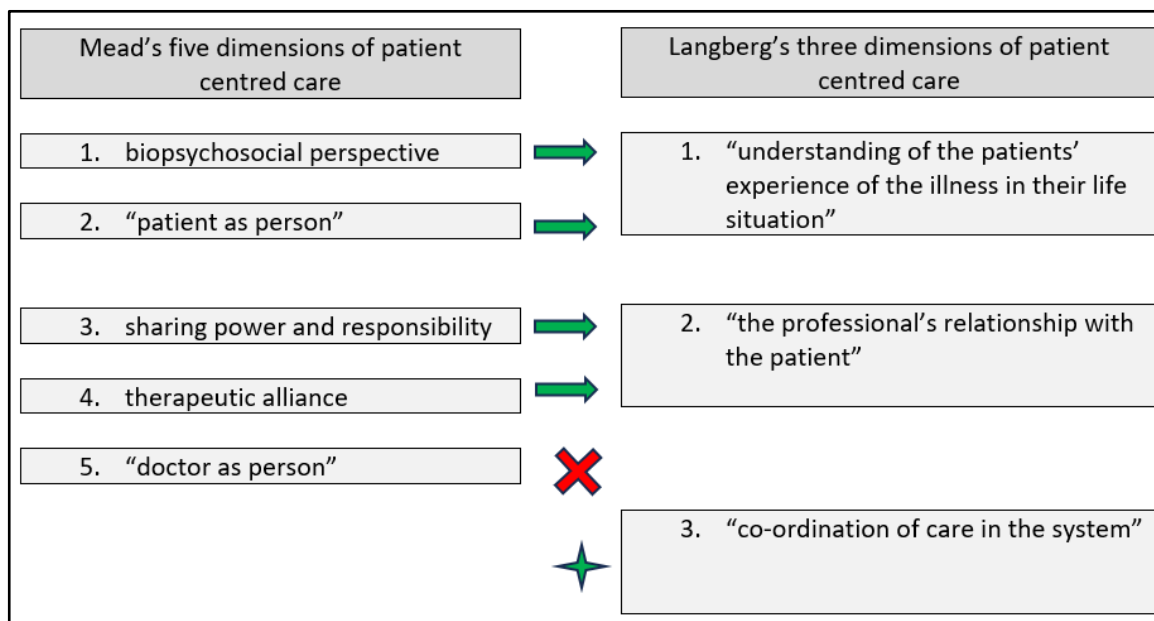 Mead’s five dimensions of patient
centred care
Langberg’s three dimensions of patient
centred care
1. biopsychosocial perspective
2. “patient as person”
3. sharing power and responsibility
4. therapeutic alliance
5. “doctor as person”
1. “understanding of the patients’
experience of the illness in their life
situation”
2. “the professional’s relationship with
the patient”
3. “co-ordination of care in the system”